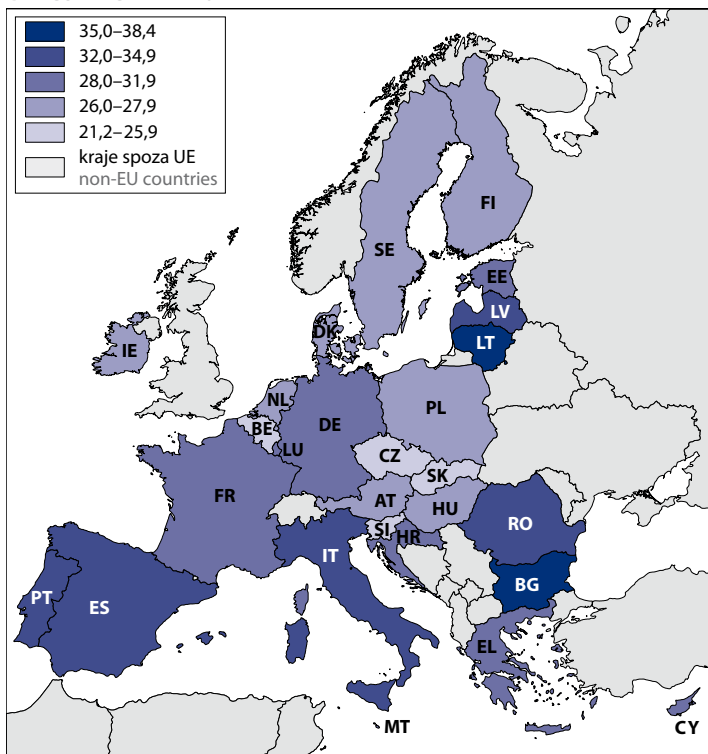 35,0–38,4
32,0–34,9
28,0–31,9
26,0–27,9
21,2–25,9
kraje spoza UE
non-EU countries
FI
SE
EE
LV
LT
DK
IE
NL
PL
BE
DE
LU
CZ
SK
FR
AT
HU
SI
HR
RO
IT
BG
PT
ES
EL
MT
CY